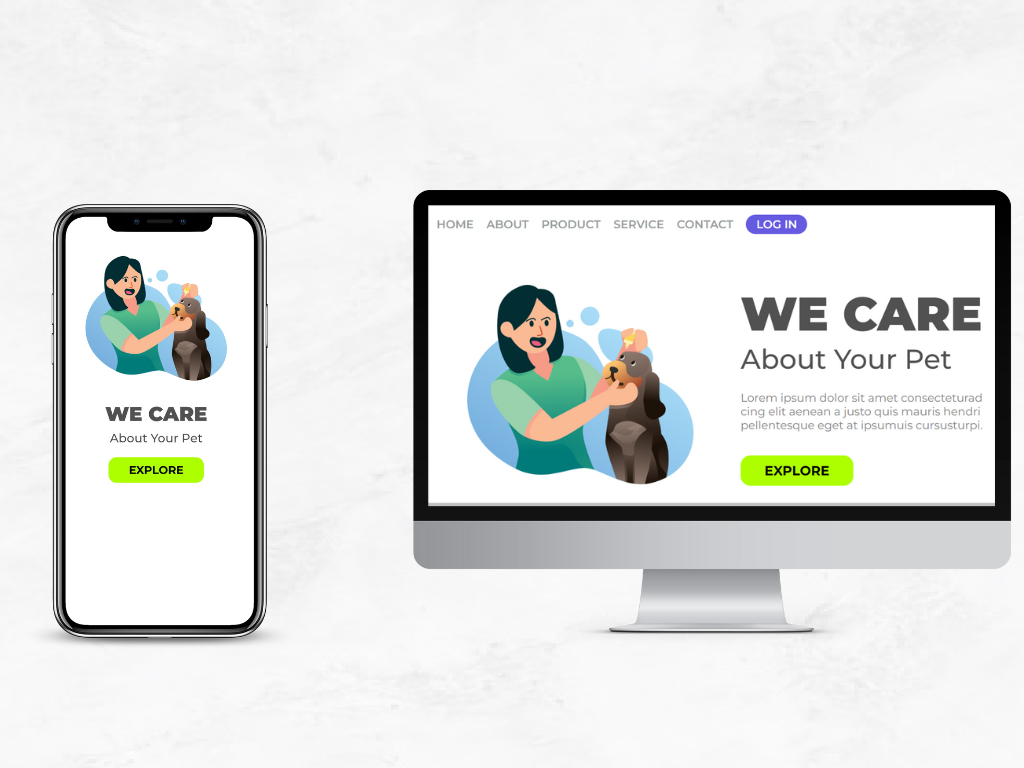 WE CARE
About Your Pet
EXPLORE
HOME ABOUT PRODUCT SERVICE CONTACT LOG IN
WE CARE
About Your Pet
Lorem ipsum dolor sit amet consecteturad
cing elit aenean a justo quis mauris hendri
pellentesque eget at ipsumuis cursusturpi.
EXPLORE